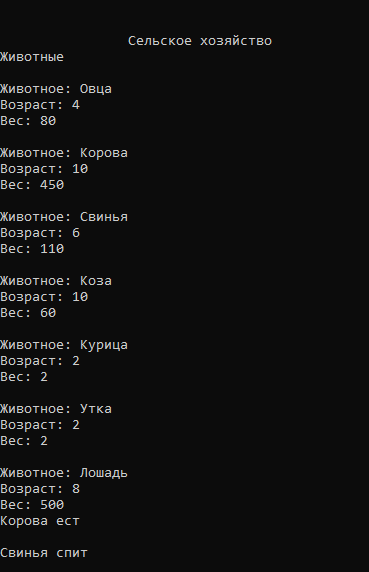 Сельское хозяйство
Животные
Животное: Овца
Возраст: 4
Вес: 80
Животное: Корова
Возраст: 10
Вес: 450
Животное: Свинья
Возраст: 6
Вес: 110
Животное: Коза
Возраст: 10
Вес: 60
Животное: Курица
Возраст: 2
Вес: 2
Животное: Утка
Возраст: 2
Вес: 2
Животное: Лошадь
Возраст: 8
Вес: 500
Корова ест
Свинья спит